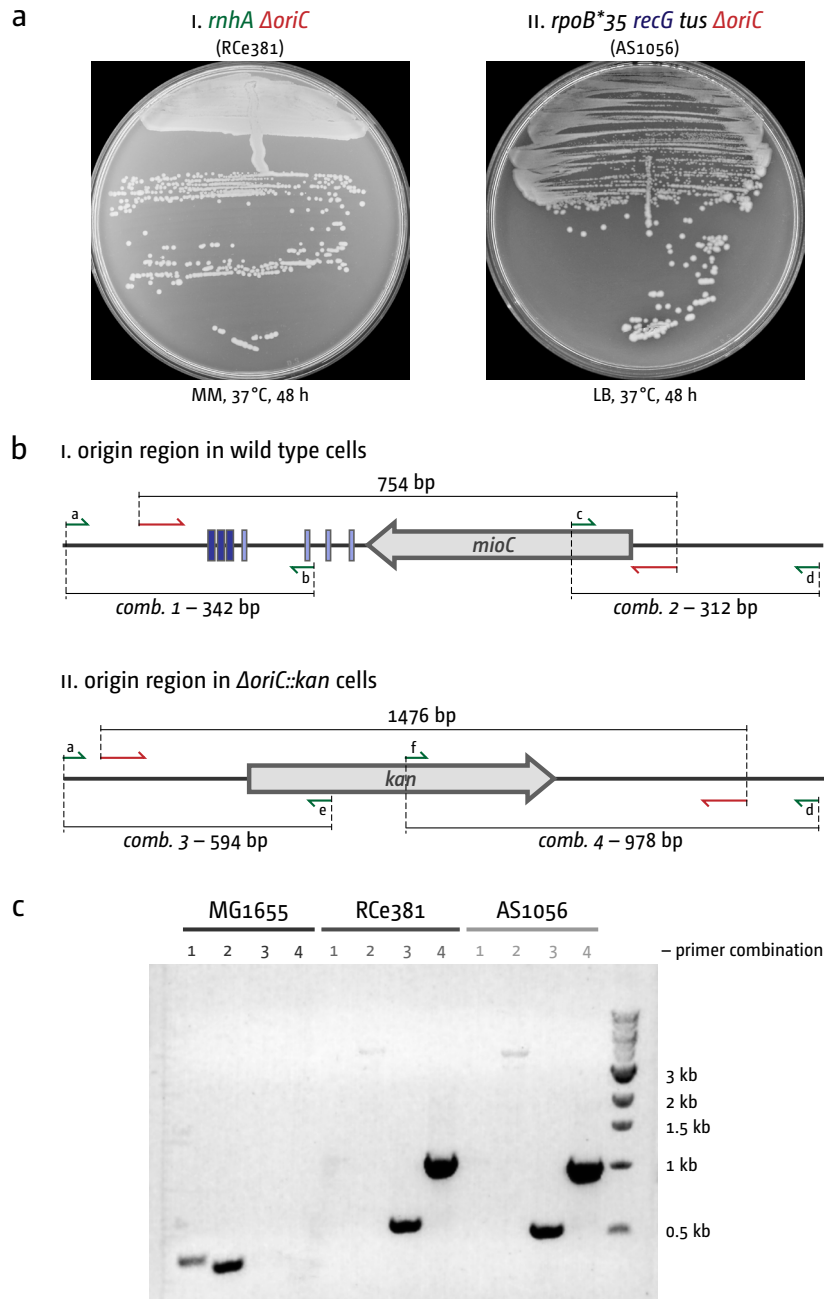 a
I. rnhA ΔoriC
(RCe381)
II. rpoB*35 recG tus ΔoriC
(AS1056)
MM, 37°C, 48 h
LB, 37°C, 48 h
b
I. origin region in wild type cells
754 bp
a
c
mioC
b
d
comb. 1 – 342 bp
comb. 2 – 312 bp
II. origin region in ΔoriC::kan cells
1476 bp
a
f
kan
e
d
comb. 3 – 594 bp
comb. 4 – 978 bp
c
MG1655 RCe381 AS1056
1 2 3 4 1 2 3 4 1 2 3 4 – primer combination
3 kb
2 kb
1.5 kb
1 kb
0.5 kb